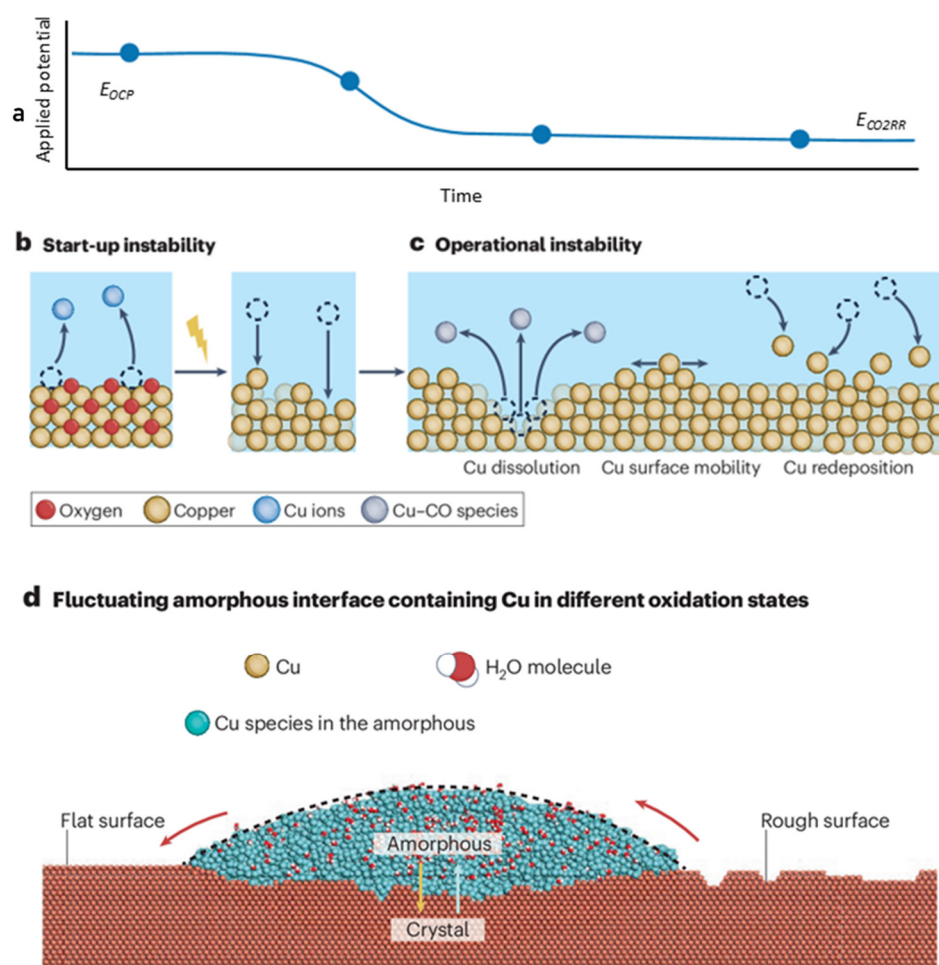 a
Applied potential
E_OCP
E_CO2RR
Time
b Start-up instability
c Operational instability
Cu dissolution Cu surface mobility Cu redeposition
Oxygen Copper Cu ions Cu–CO species
d Fluctuating amorphous interface containing Cu in different oxidation states
Cu H₂O molecule
Cu species in the amorphous
Flat surface Rough surface
Amorphous
Crystal